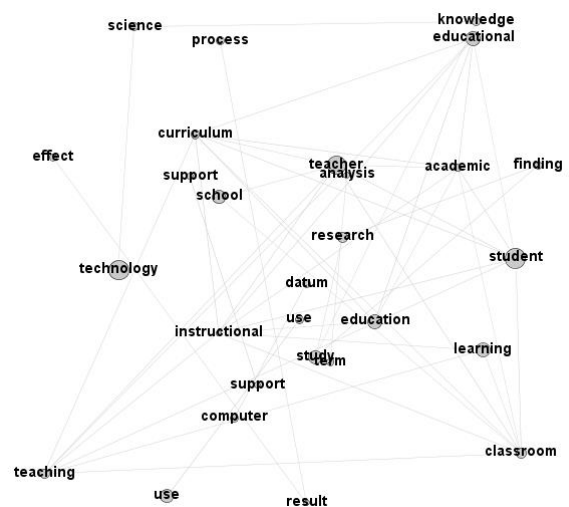 knowledge
science
educational
process
curriculum
effect
teacher
finding
academic
analysis
support
school
research
student
technology
datum
use
education
instructional
learning
study
term
support
computer
classroom
teaching
use
result